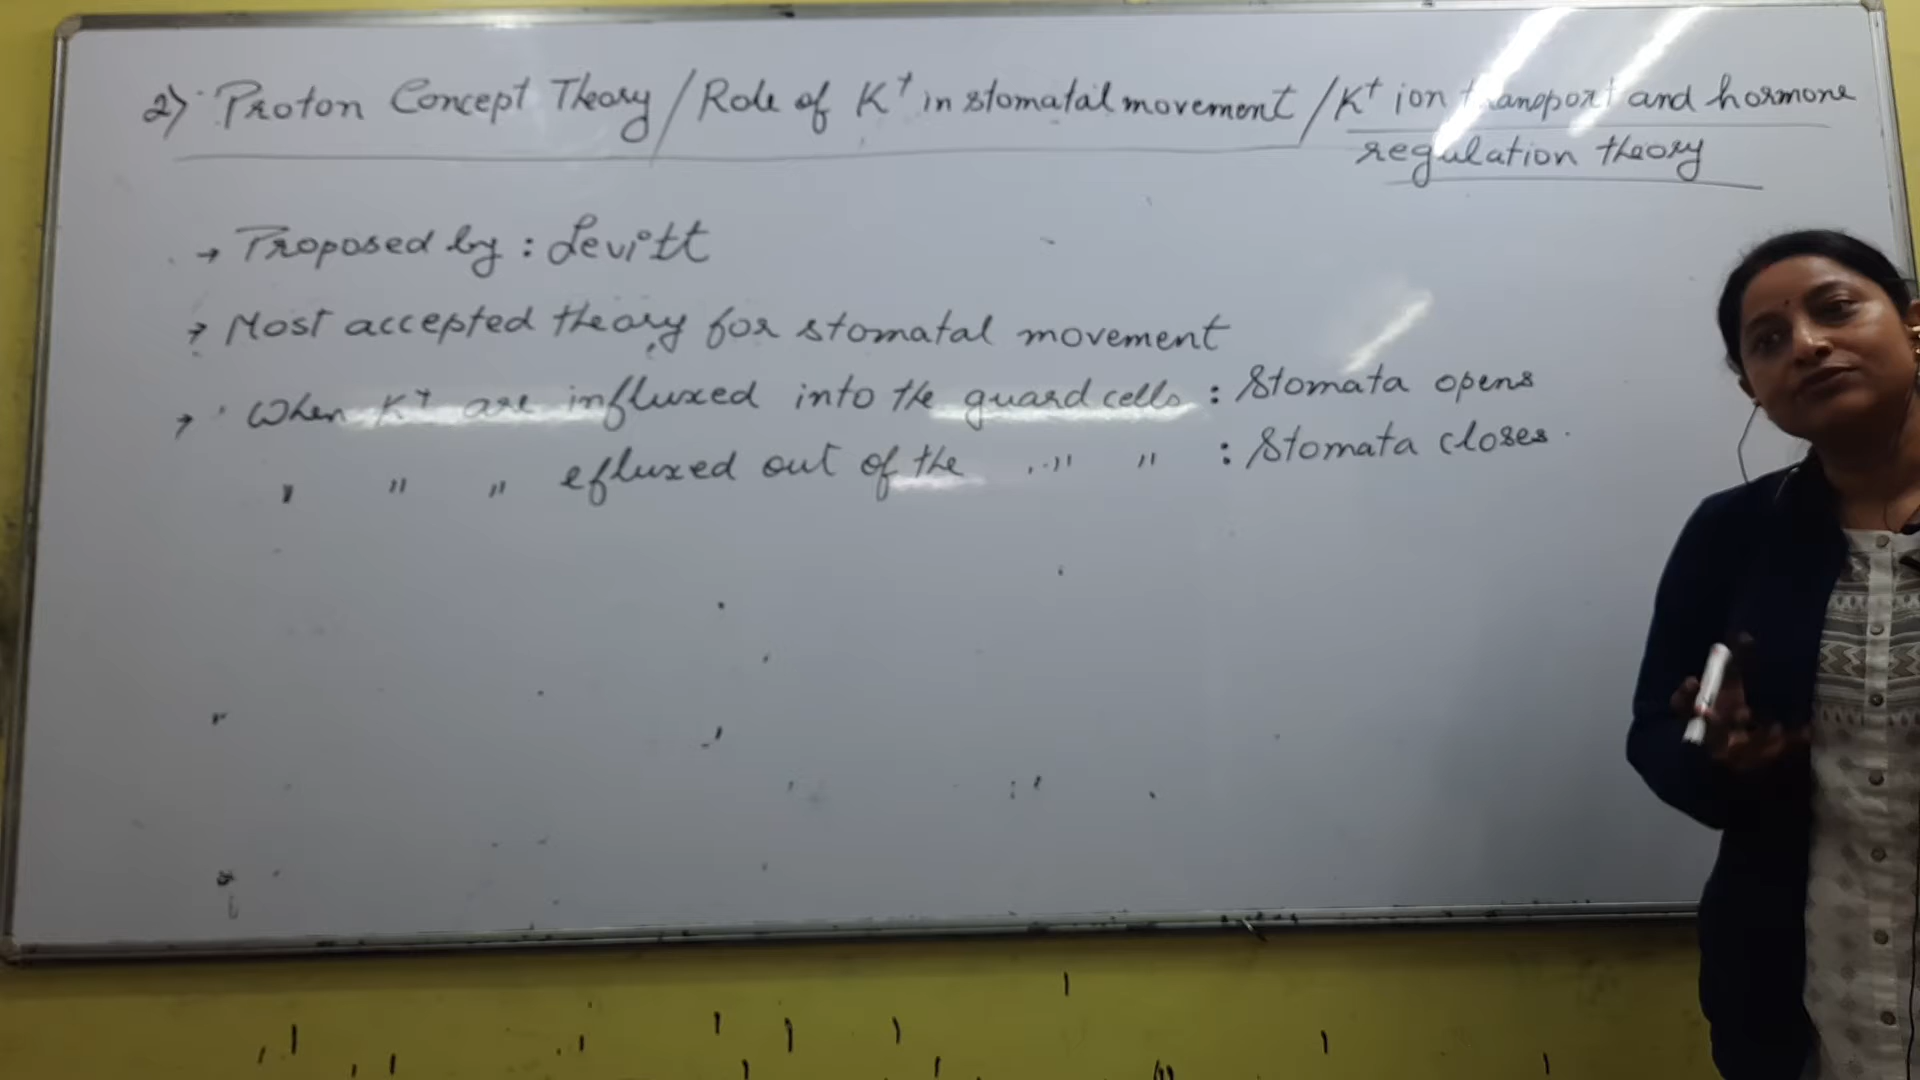 2) Proton Concept Theory / Role of K⁺ in stomatal movement / K⁺ ion transport and hormone
regulation theory
→ Proposed by : Levitt
→ Most accepted theory for stomatal movement
→ When K⁺ are influxed into the guard cells : Stomata opens
" " " effluxed out of the " " : Stomata closes.